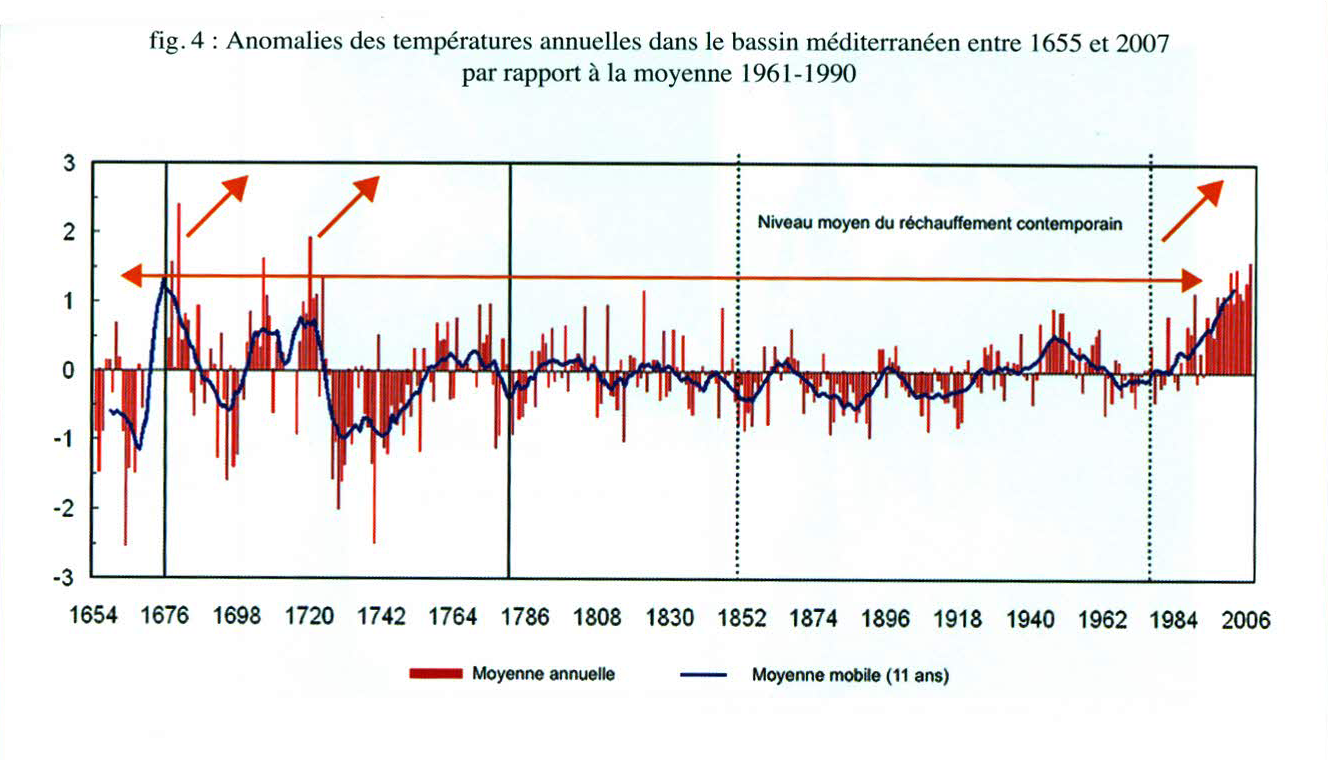 fig. 4 : Anomalies des températures annuelles dans le bassin méditerranéen entre 1655 et 2007
par rapport à la moyenne 1961-1990
3
2
Niveau moyen du réchauffement contemporain
1
0
-1
-2
-3
1654 1676 1698 1720 1742 1764 1786 1808 1830 1852 1874 1896 1918 1940 1962 1984 2006
Moyenne annuelle Moyenne mobile (11 ans)